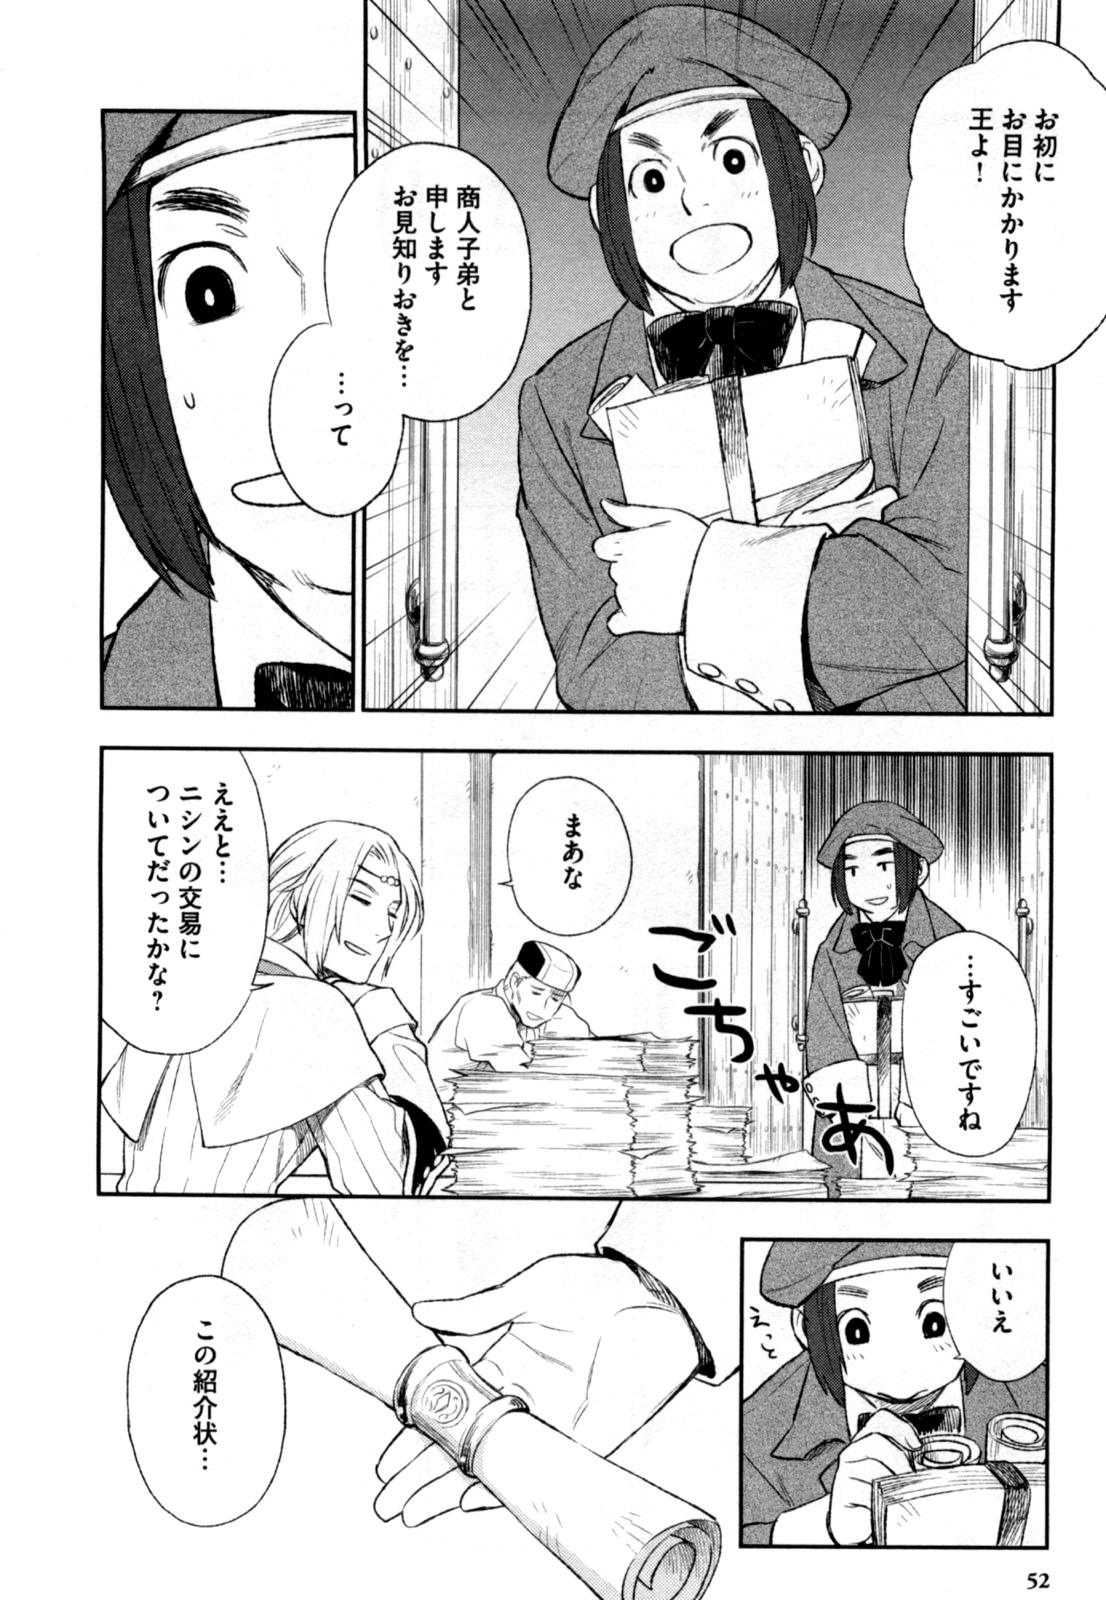 お初に
お目にかかります
王よ!
商人子弟と
申します
お見知りおきを…
…って
…すごいですね
ごちゃあ
まあな
ええと…
ニシンの交易に
ついてだったかな?
いいえ
えこと
この紹介状…
52